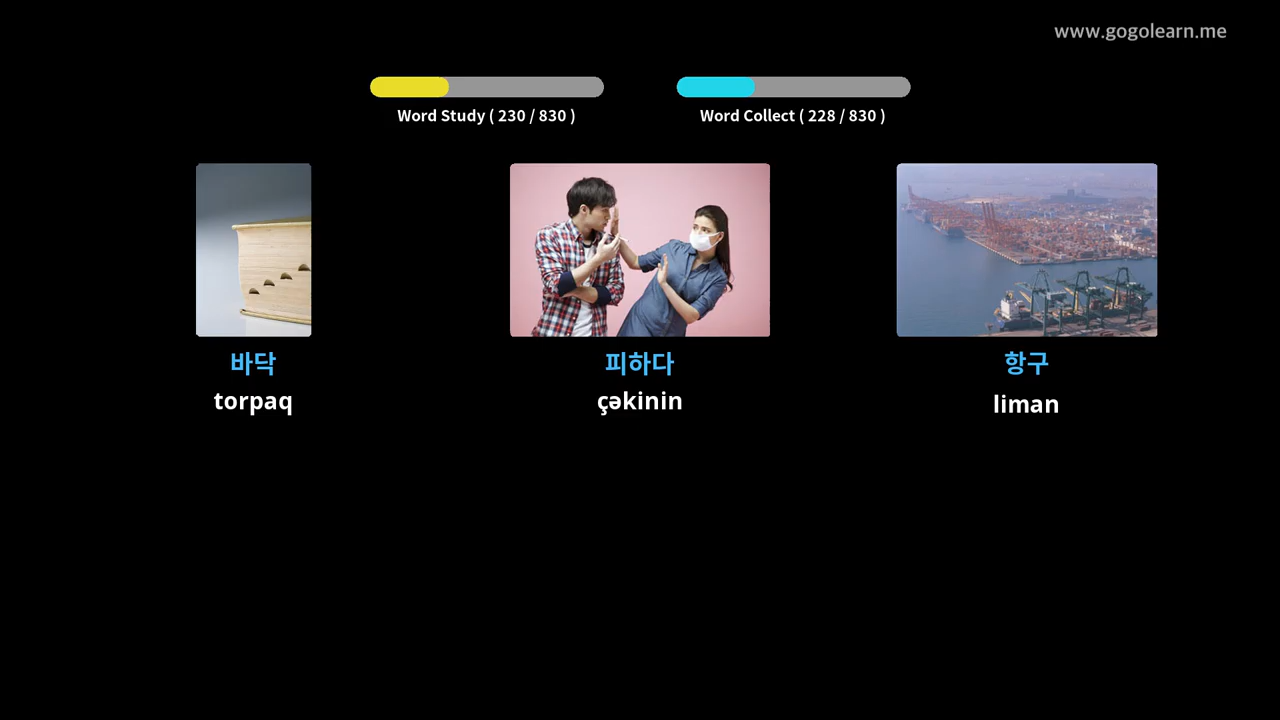 www.gogolearn.me
Word Study ( 230 / 830 )
Word Collect ( 228 / 830 )
바닥
torpaq
피하다
çəkinin
항구
liman